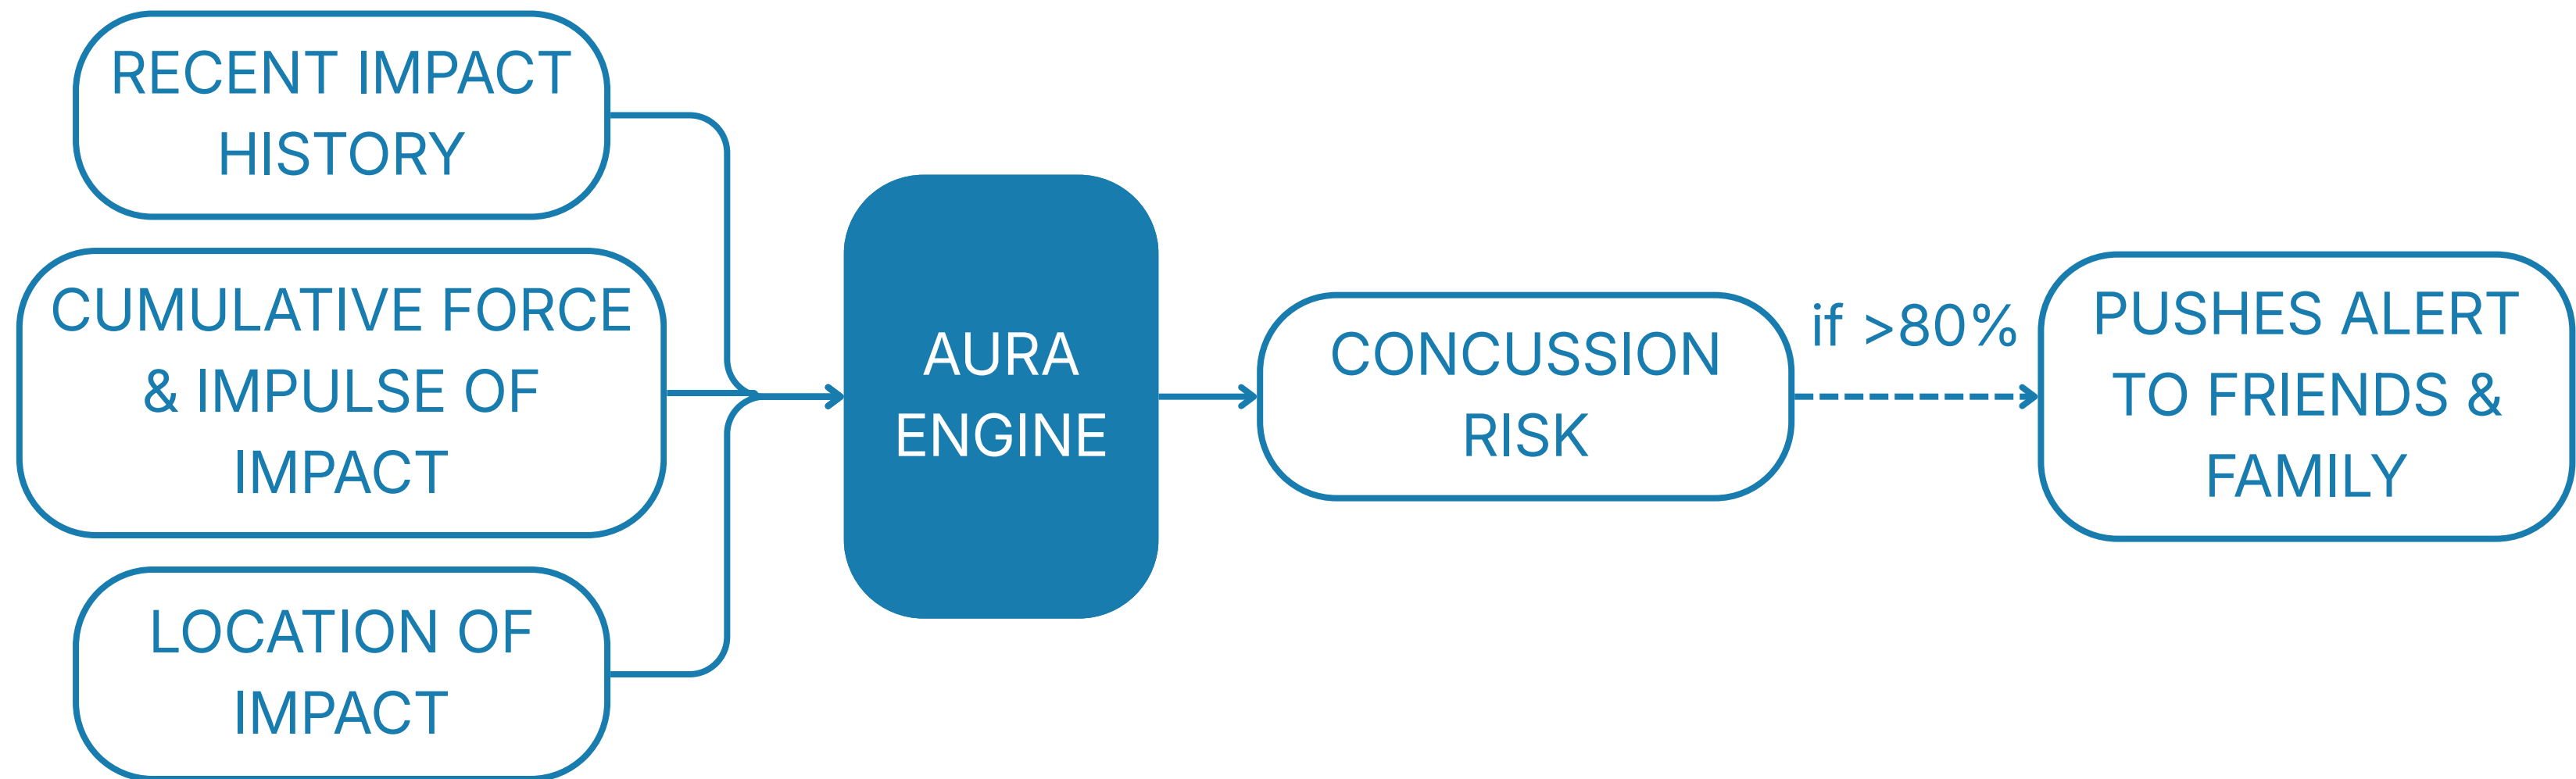 RECENT IMPACT
HISTORY
CUMULATIVE FORCE
& IMPULSE OF
IMPACT
LOCATION OF
IMPACT
AURA
ENGINE
CONCUSSION
RISK
if >80%
PUSHES ALERT
TO FRIENDS &
FAMILY